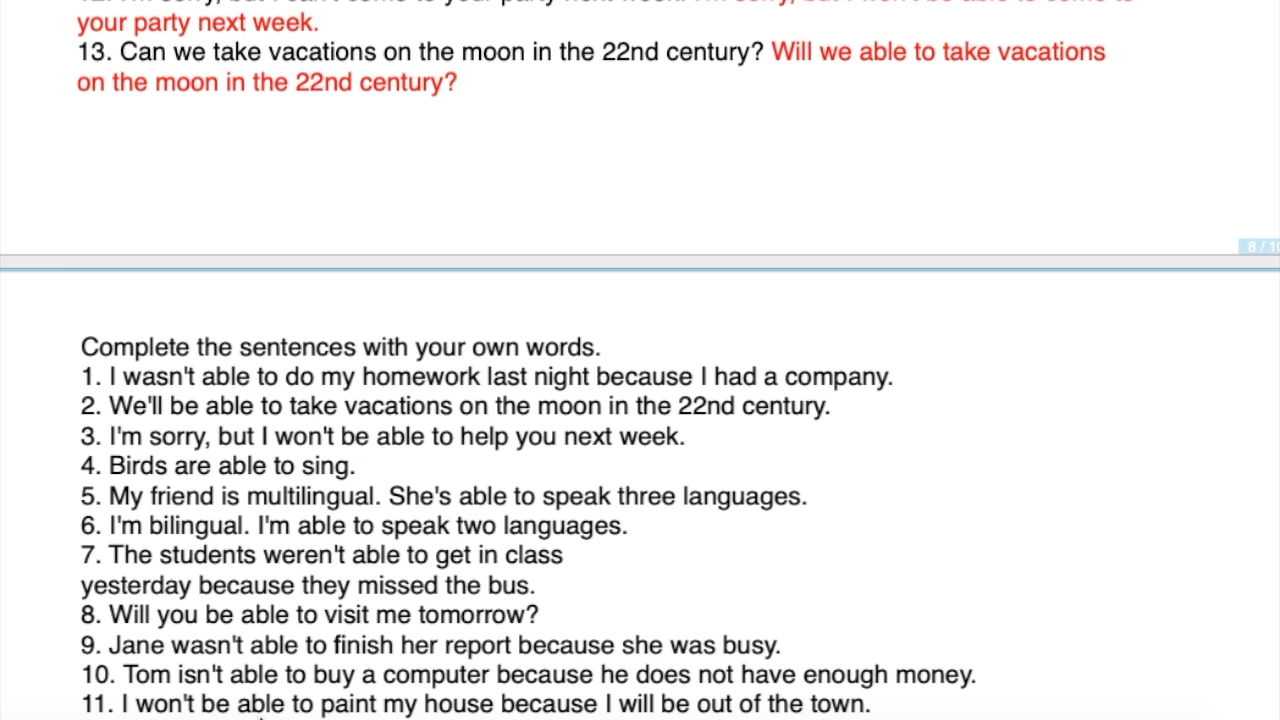 your party next week.
13. Can we take vacations on the moon in the 22nd century? Will we able to take vacations
on the moon in the 22nd century?
8 / 10
Complete the sentences with your own words.
1. I wasn't able to do my homework last night because I had a company.
2. We'll be able to take vacations on the moon in the 22nd century.
3. I'm sorry, but I won't be able to help you next week.
4. Birds are able to sing.
5. My friend is multilingual. She's able to speak three languages.
6. I'm bilingual. I'm able to speak two languages.
7. The students weren't able to get in class
yesterday because they missed the bus.
8. Will you be able to visit me tomorrow?
9. Jane wasn't able to finish her report because she was busy.
10. Tom isn't able to buy a computer because he does not have enough money.
11. I won't be able to paint my house because I will be out of the town.